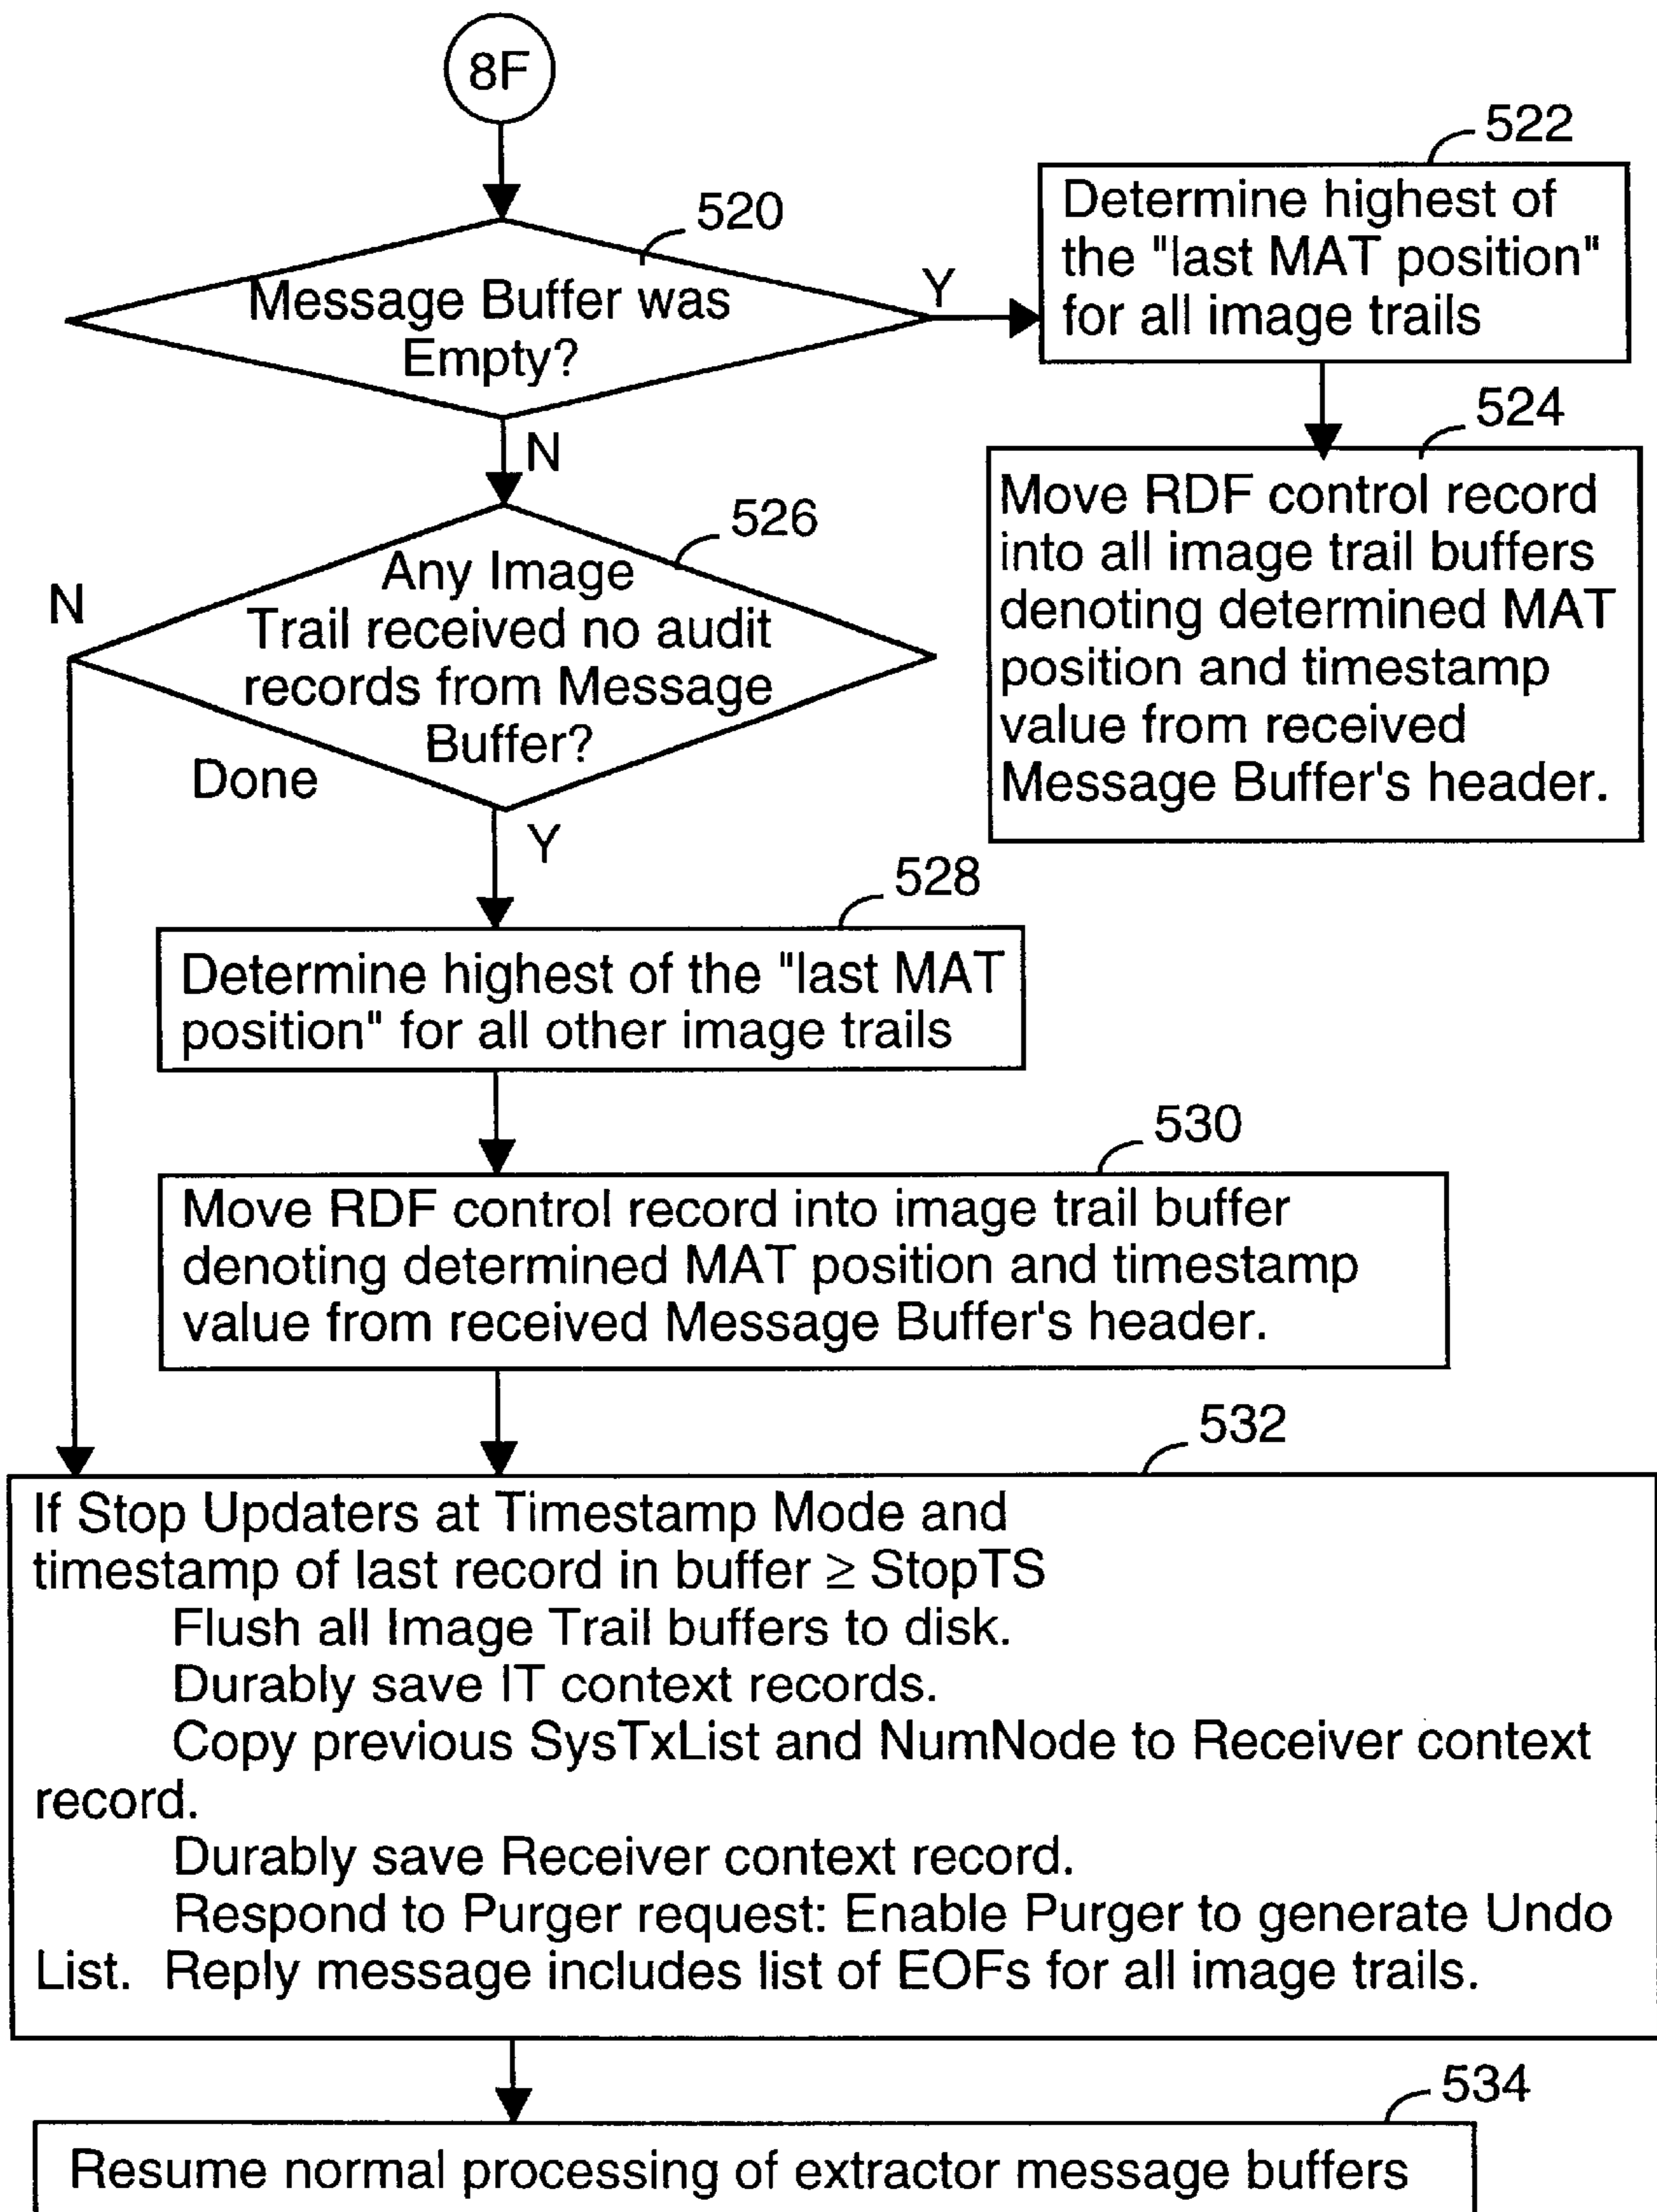 8F
520
Message Buffer was
Empty?
Y
N
522
Determine highest of
the "last MAT position"
for all image trails
524
Move RDF control record
into all image trail buffers
denoting determined MAT
position and timestamp
value from received
Message Buffer's header.
526
Any Image
Trail received no audit
records from Message
Buffer?
N
Done
Y
528
Determine highest of the "last MAT
position" for all other image trails
530
Move RDF control record into image trail buffer
denoting determined MAT position and timestamp
value from received Message Buffer's header.
532
If Stop Updaters at Timestamp Mode and
timestamp of last record in buffer ≥ StopTS
Flush all Image Trail buffers to disk.
Durably save IT context records.
Copy previous SysTxList and NumNode to Receiver context
record.
Durably save Receiver context record.
Respond to Purger request: Enable Purger to generate Undo
List. Reply message includes list of EOFs for all image trails.
534
Resume normal processing of extractor message buffers